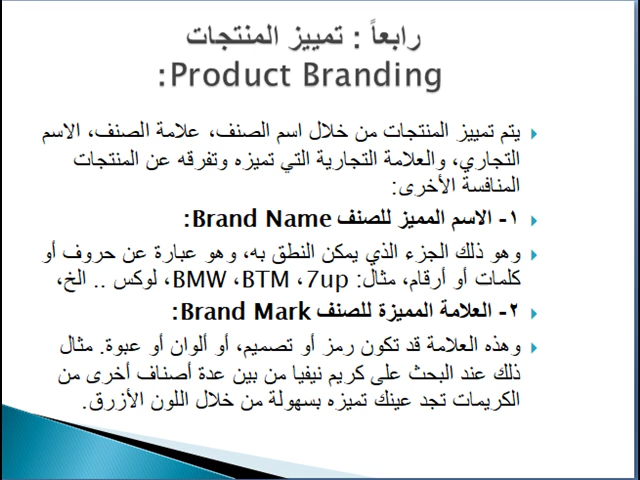 رابعاً : تمييز المنتجات
Product Branding:
يتم تمييز المنتجات من خلال اسم الصنف، علامة الصنف، الاسم
التجاري، والعلامة التجارية التي تميزه وتفرقه عن المنتجات
المنافسة الأخرى:
١- الاسم المميز للصنف Brand Name:
وهو ذلك الجزء الذي يمكن النطق به، وهو عبارة عن حروف أو
كلمات أو أرقام، مثال: 7up، BTM، BMW، لوكس .. الخ،
٢- العلامة المميزة للصنف Brand Mark:
وهذه العلامة قد تكون رمز أو تصميم، أو ألوان أو عبوة. مثال
ذلك عند البحث على كريم نيفيا من بين عدة أصناف أخرى من
الكريمات تجد عينك تميزه بسهولة من خلال اللون الأزرق.